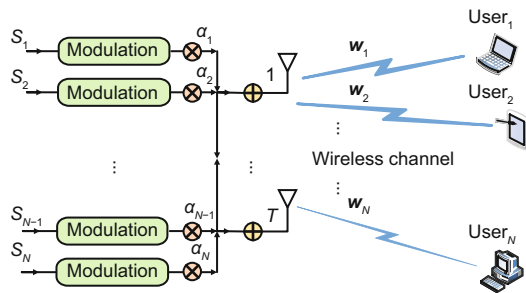 S₁ Modulation α₁
S₂ Modulation α₂ 1
w₁ User₁
w₂ User₂
... ... ...
Wireless channel
...
Sₙ₋₁ Modulation αₙ₋₁ T
Sₙ Modulation αₙ
wₙ Userₙ